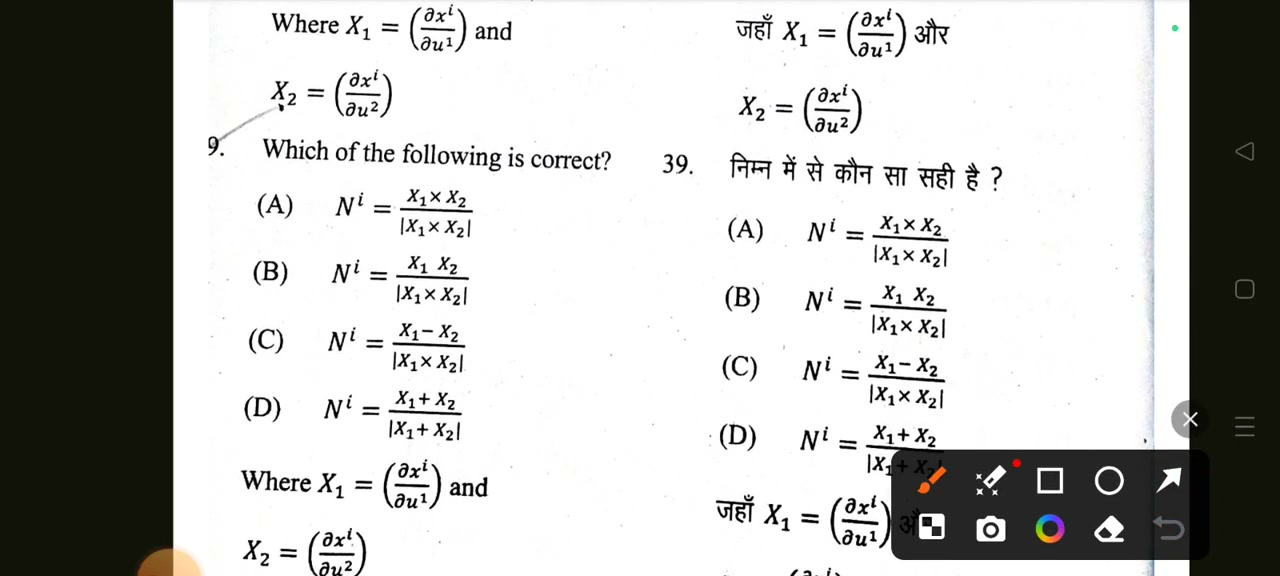 Where X₁ = (∂xⁱ/∂u¹) and
X₂ = (∂xⁱ/∂u²)
9. Which of the following is correct?
(A) Nⁱ = X₁ × X₂ / |X₁ × X₂|
(B) Nⁱ = X₁ X₂ / |X₁ × X₂|
(C) Nⁱ = X₁ − X₂ / |X₁ × X₂|
(D) Nⁱ = X₁ + X₂ / |X₁ + X₂|
Where X₁ = (∂xⁱ/∂u¹) and
X₂ = (∂xⁱ/∂u²)
जहाँ X₁ = (∂xⁱ/∂u¹) और
X₂ = (∂xⁱ/∂u²)
39. निम्न में से कौन सा सही है ?
(A) Nⁱ = X₁ × X₂ / |X₁ × X₂|
(B) Nⁱ = X₁ X₂ / |X₁ × X₂|
(C) Nⁱ = X₁ − X₂ / |X₁ × X₂|
(D) Nⁱ = X₁ + X₂ / |X₁ + X₂|
जहाँ X₁ = (∂xⁱ/∂u¹)